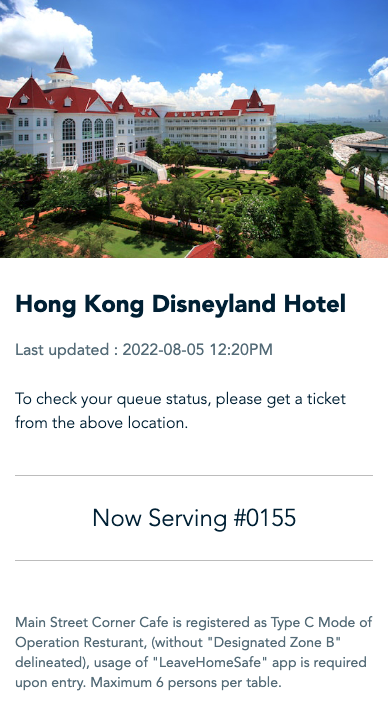 Hong Kong Disneyland Hotel
Last updated : 2022-08-05 12:20PM
To check your queue status, please get a ticket
from the above location.
Now Serving #0155
Main Street Corner Cafe is registered as Type C Mode of
Operation Resturant, (without "Designated Zone B"
delineated), usage of "LeaveHomeSafe" app is required
upon entry. Maximum 6 persons per table.